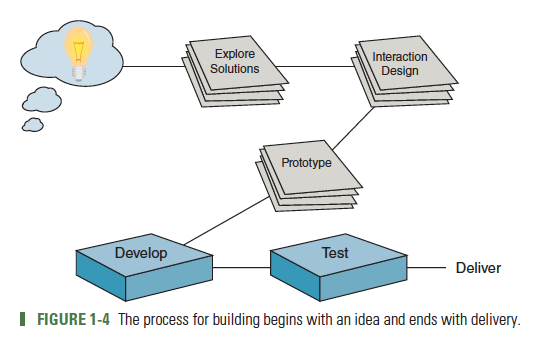 Explore
Solutions
Interaction
Design
Prototype
Develop
Test
Deliver
FIGURE 1-4 The process for building begins with an idea and ends with delivery.